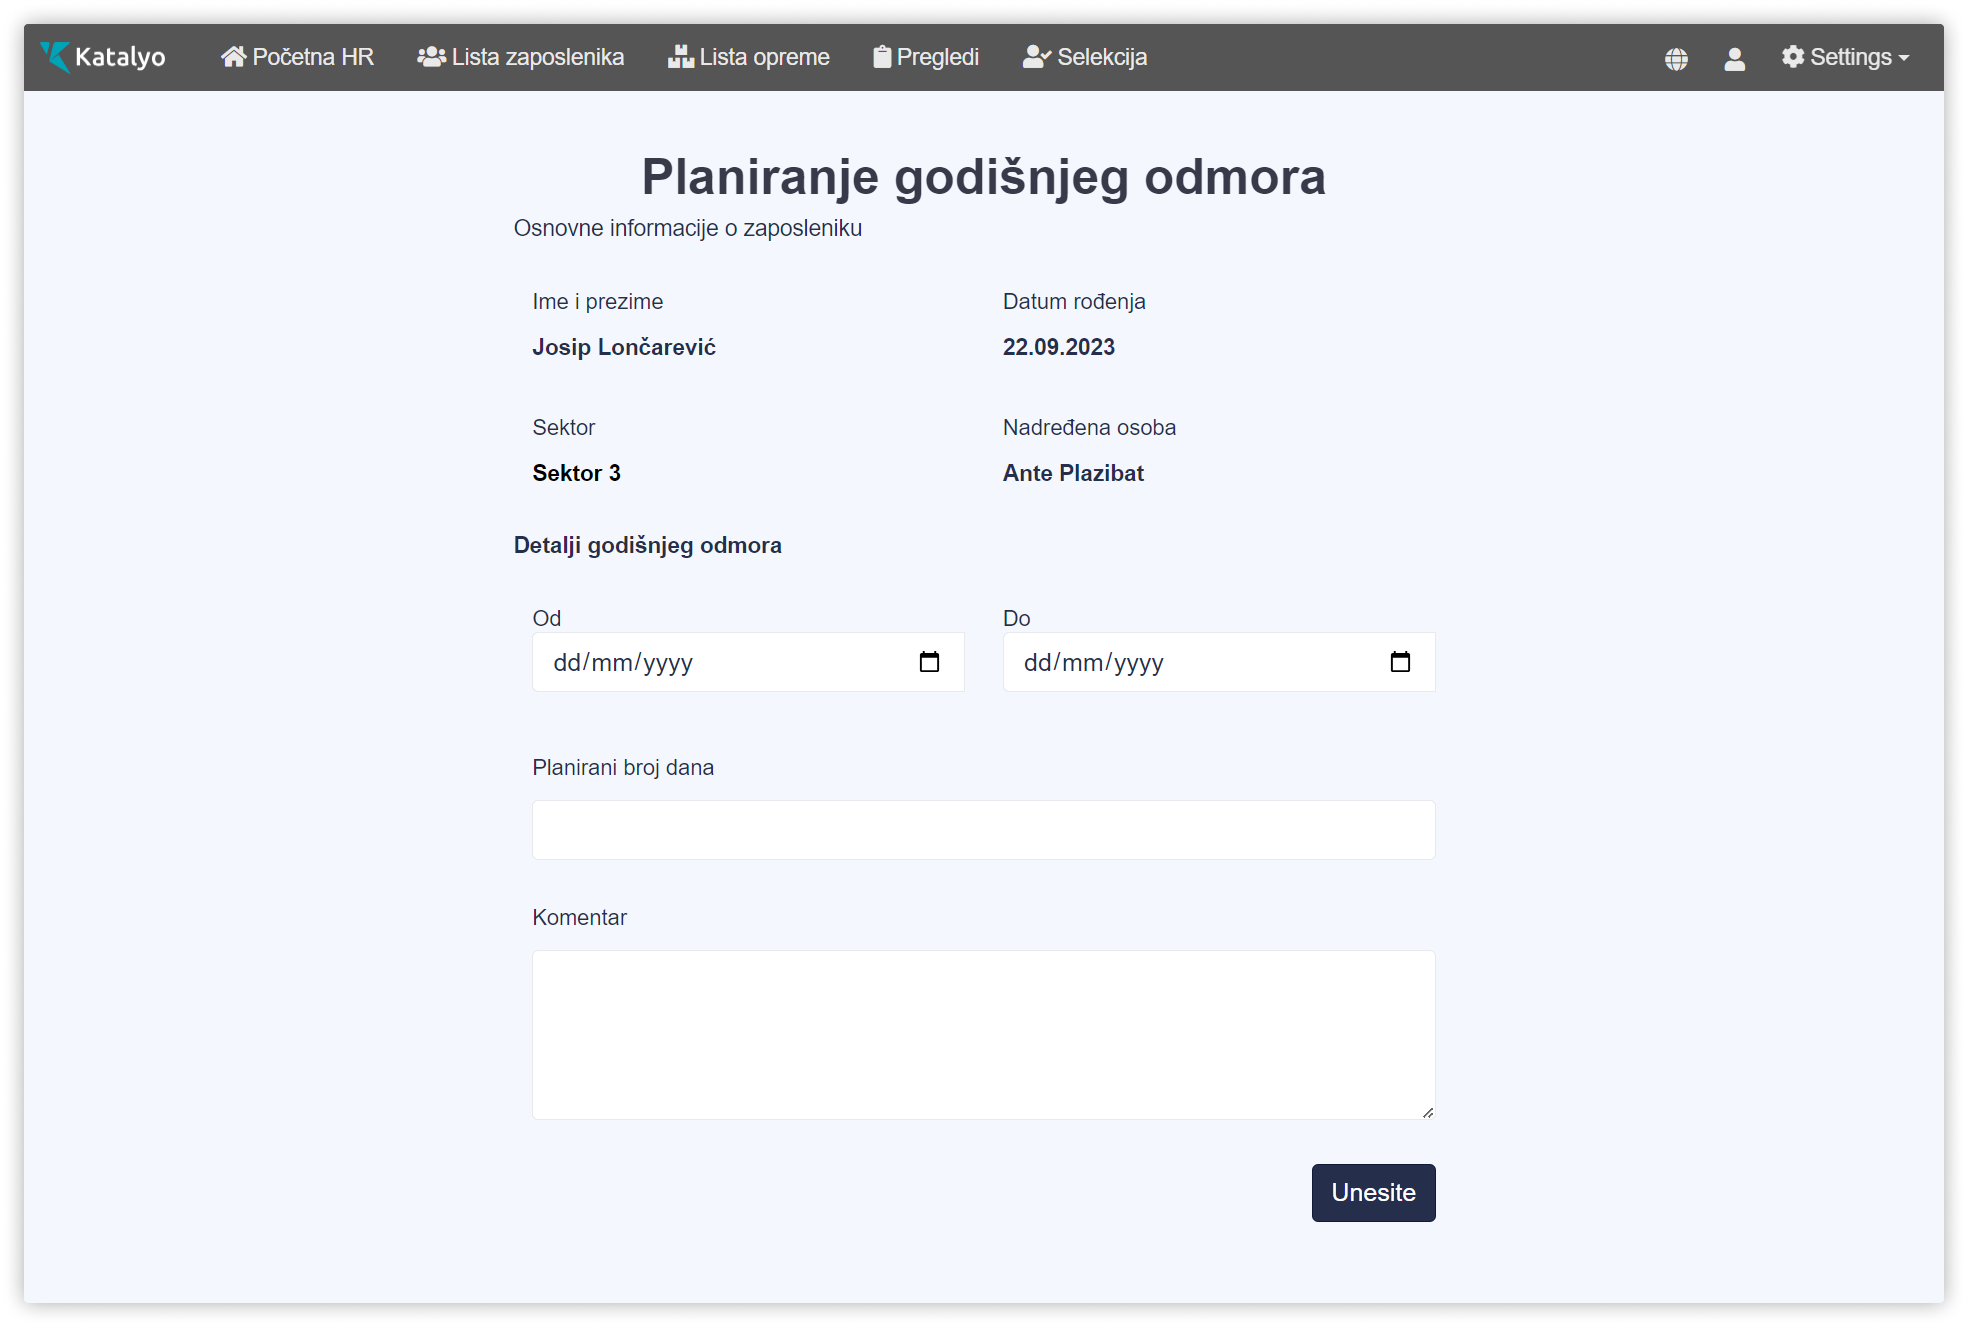 Katalyo Početna HR Lista zaposlenika Lista opreme Pregledi Selekcija Settings
Planiranje godišnjeg odmora
Osnovne informacije o zaposleniku
Ime i prezime Datum rođenja
Josip Lončarević 22.09.2023
Sektor Nadređena osoba
Sektor 3 Ante Plazibat
Detalji godišnjeg odmora
Od Do
dd/mm/yyyy dd/mm/yyyy
Planirani broj dana
Komentar
Unesite